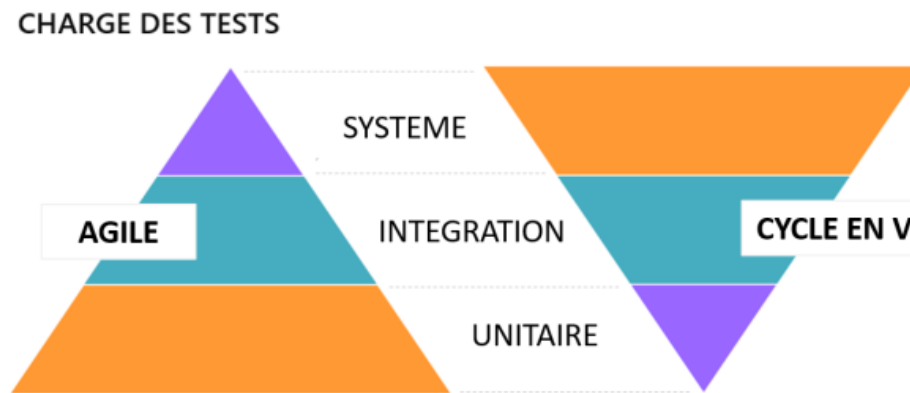 CHARGE DES TESTS
SYSTEME
AGILE
INTEGRATION
CYCLE EN V
UNITAIRE